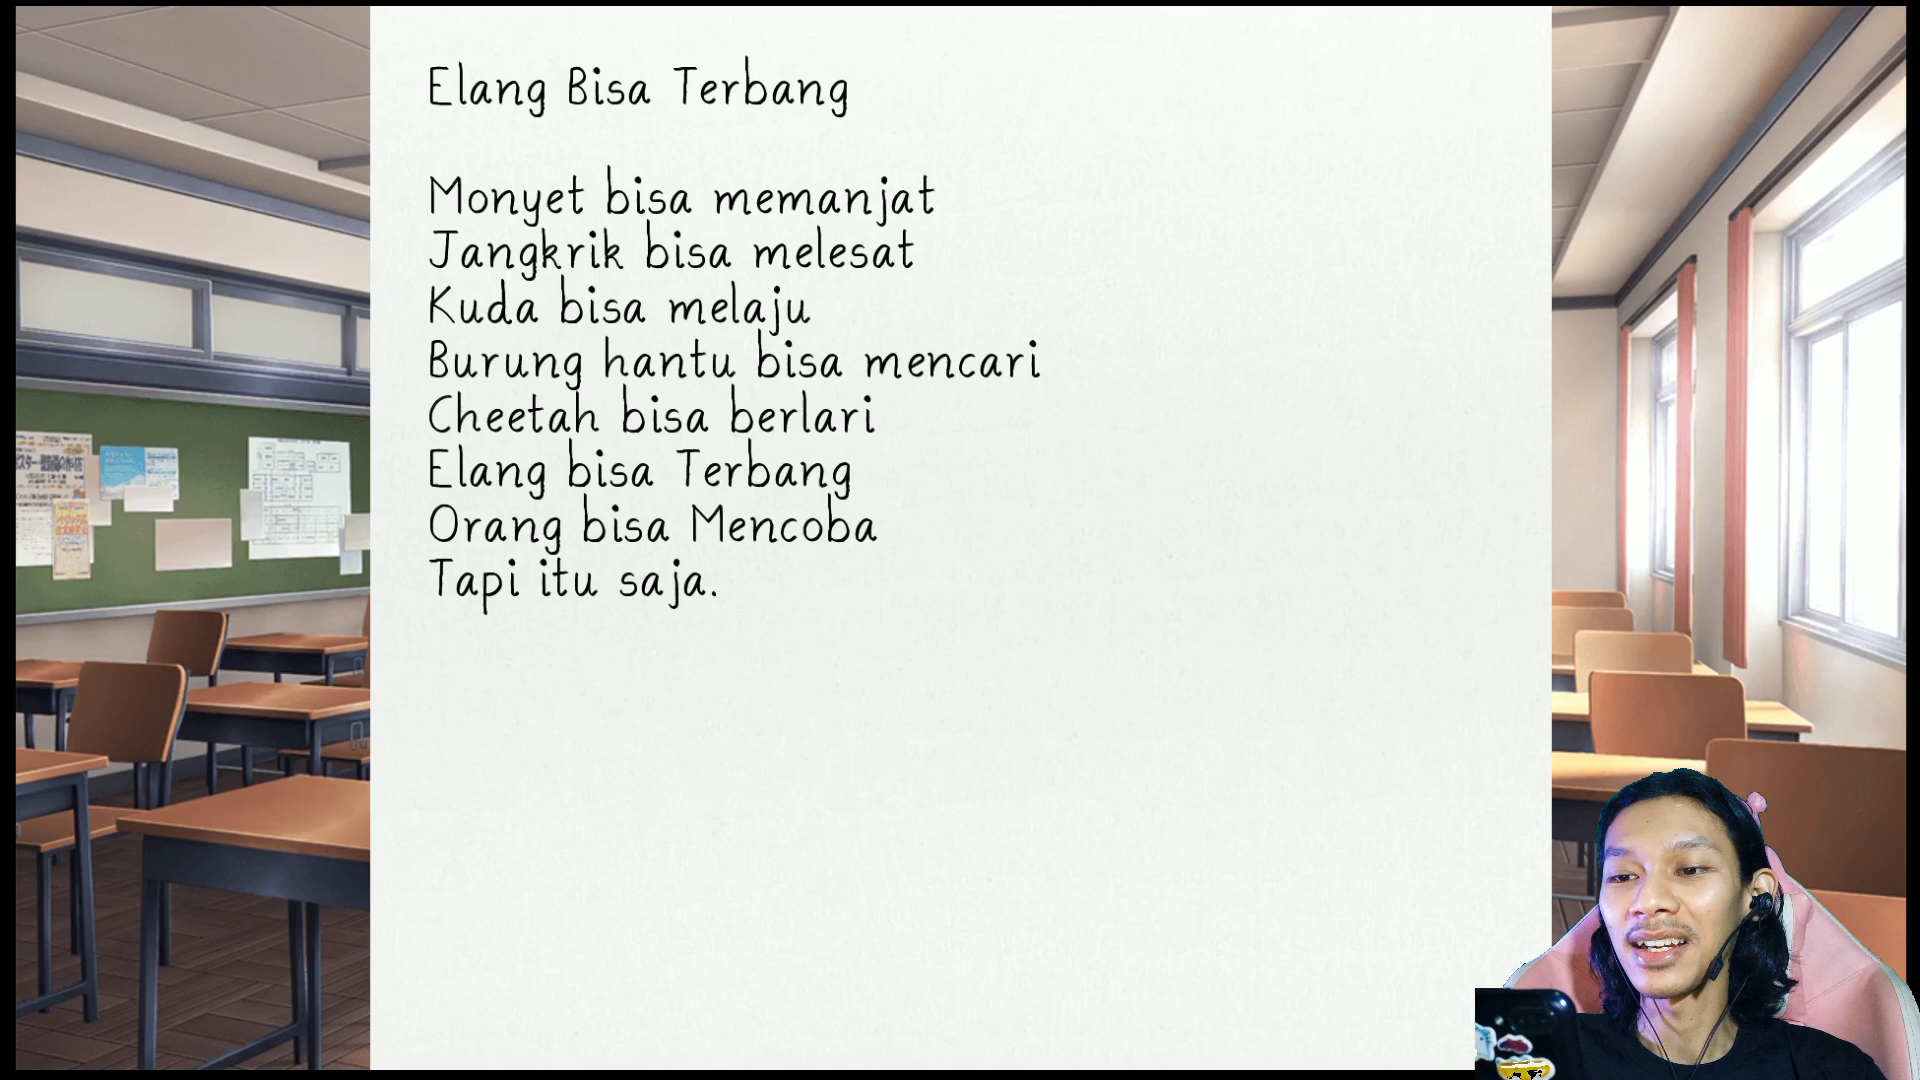 Elang Bisa Terbang
Monyet bisa memanjat
Jangkrik bisa melesat
Kuda bisa melaju
Burung hantu bisa mencari
Cheetah bisa berlari
Elang bisa Terbang
Orang bisa Mencoba
Tapi itu saja.